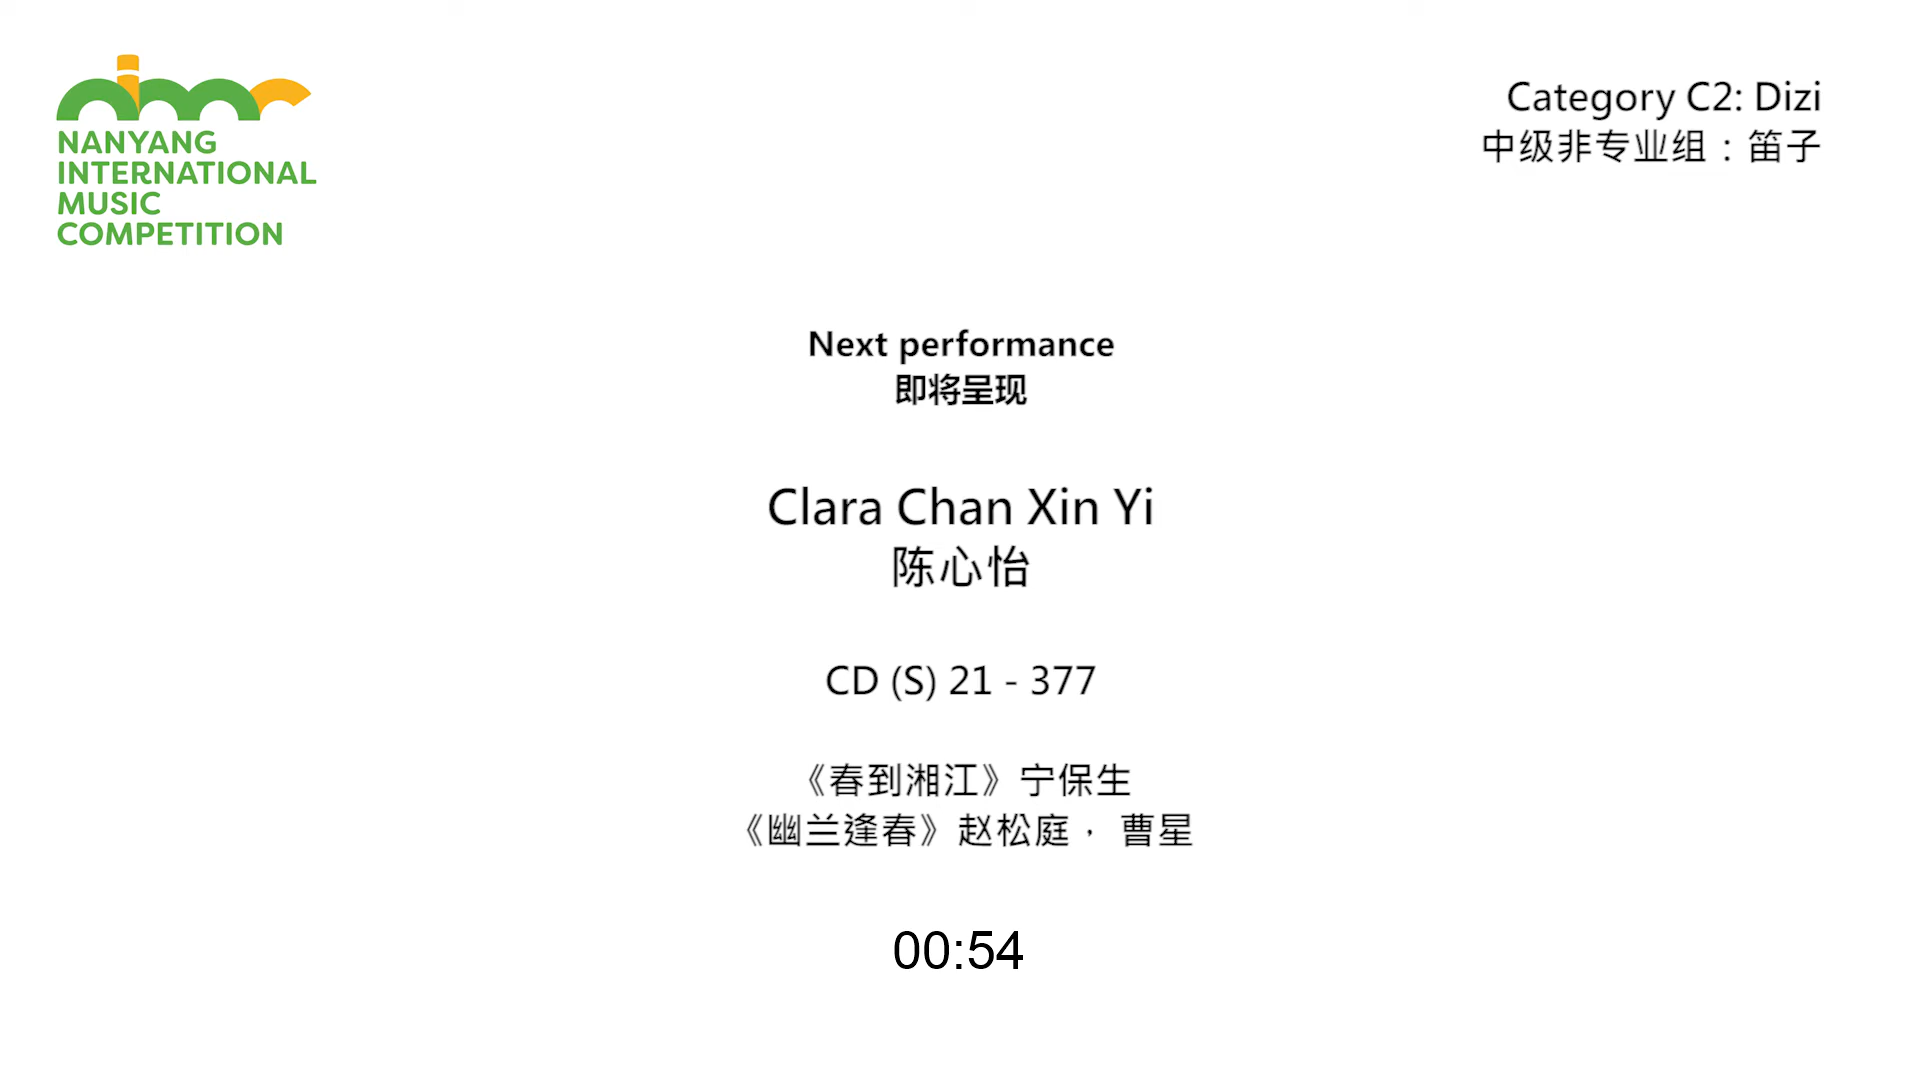 nimc
NANYANG
INTERNATIONAL
MUSIC
COMPETITION
Category C2: Dizi
中级非专业组：笛子
Next performance
即将呈现
Clara Chan Xin Yi
陈心怡
CD (S) 21 - 377
《春到湘江》宁保生
《幽兰逢春》赵松庭， 曹星
00:54